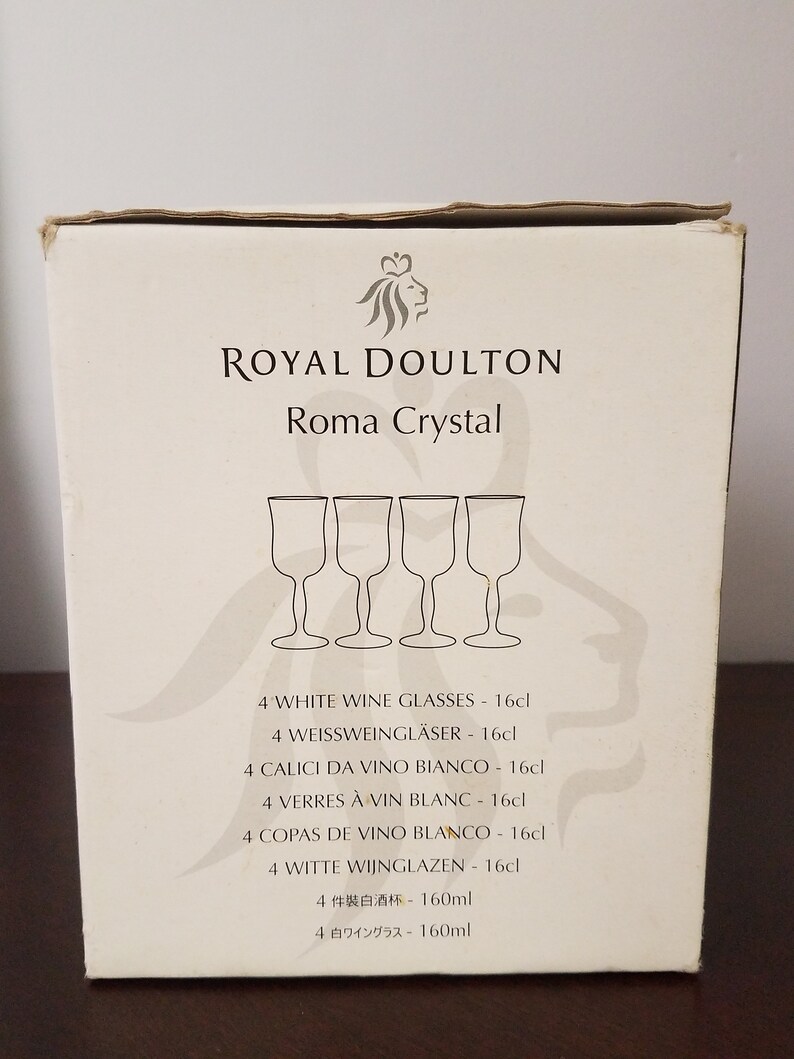 ROYAL DOULTON
Roma Crystal
4 WHITE WINE GLASSES - 16cl
4 WEISSWEINGLÄSER - 16cl
4 CALICI DA VINO BIANCO - 16cl
4 VERRES À VIN BLANC - 16cl
4 COPAS DE VINO BLANCO - 16cl
4 WITTE WIJNGLAZEN - 16cl
4 件裝白酒杯 - 160ml
4 白ワイングラス - 160ml